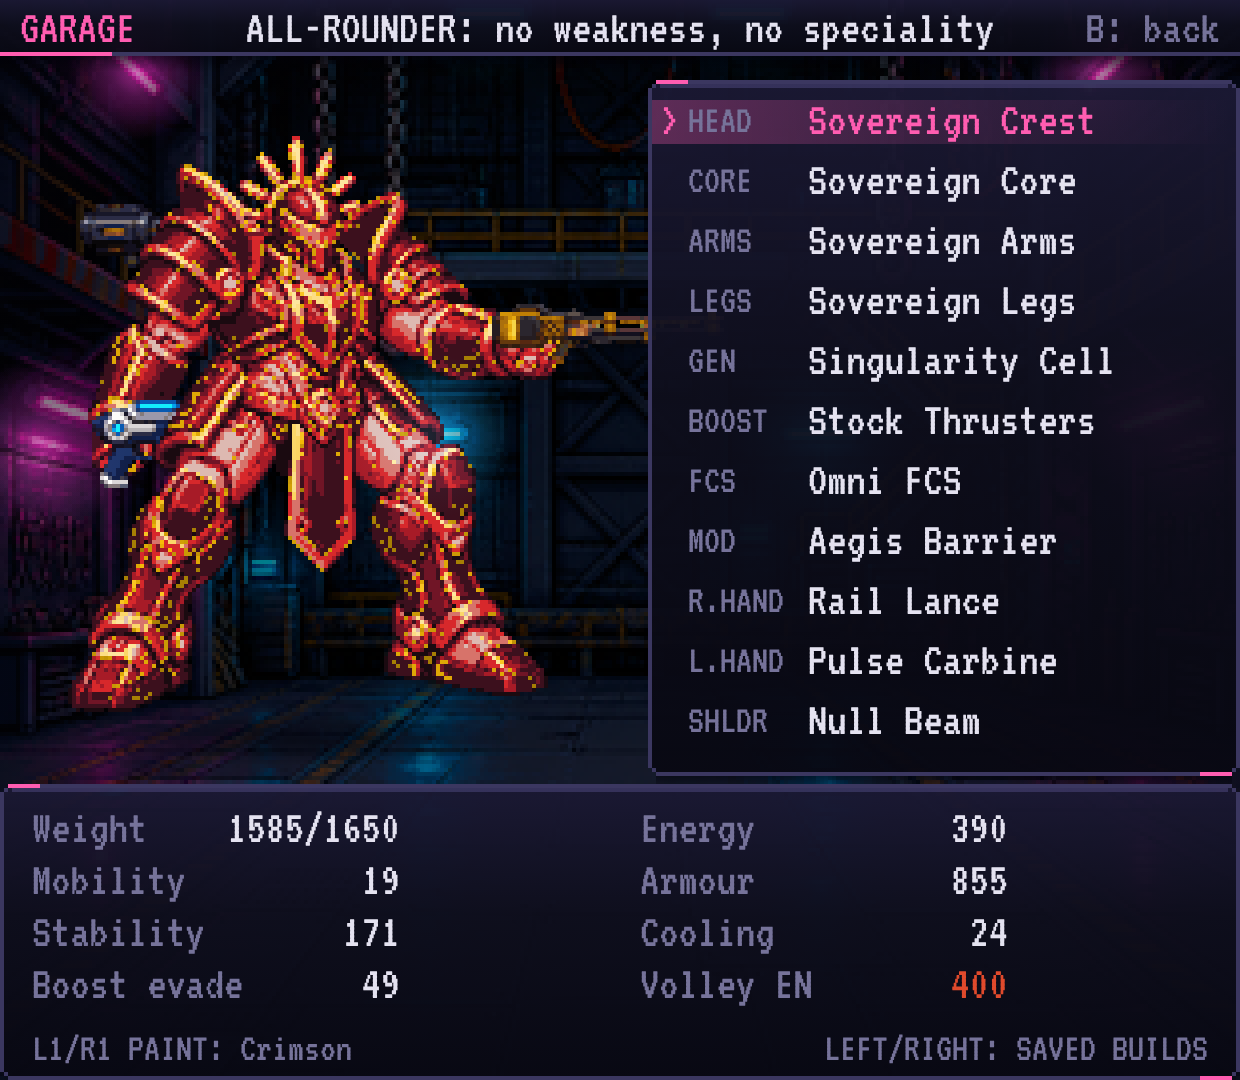 GARAGE ALL-ROUNDER: no weakness, no speciality B: back
HEAD Sovereign Crest
CORE Sovereign Core
ARMS Sovereign Arms
LEGS Sovereign Legs
GEN Singularity Cell
BOOST Stock Thrusters
FCS Omni FCS
MOD Aegis Barrier
R.HAND Rail Lance
L.HAND Pulse Carbine
SHLDR Null Beam
Weight 1585/1650 Energy 390
Mobility 19 Armour 855
Stability 171 Cooling 24
Boost evade 49 Volley EN 400
L1/R1 PAINT: Crimson LEFT/RIGHT: SAVED BUILDS